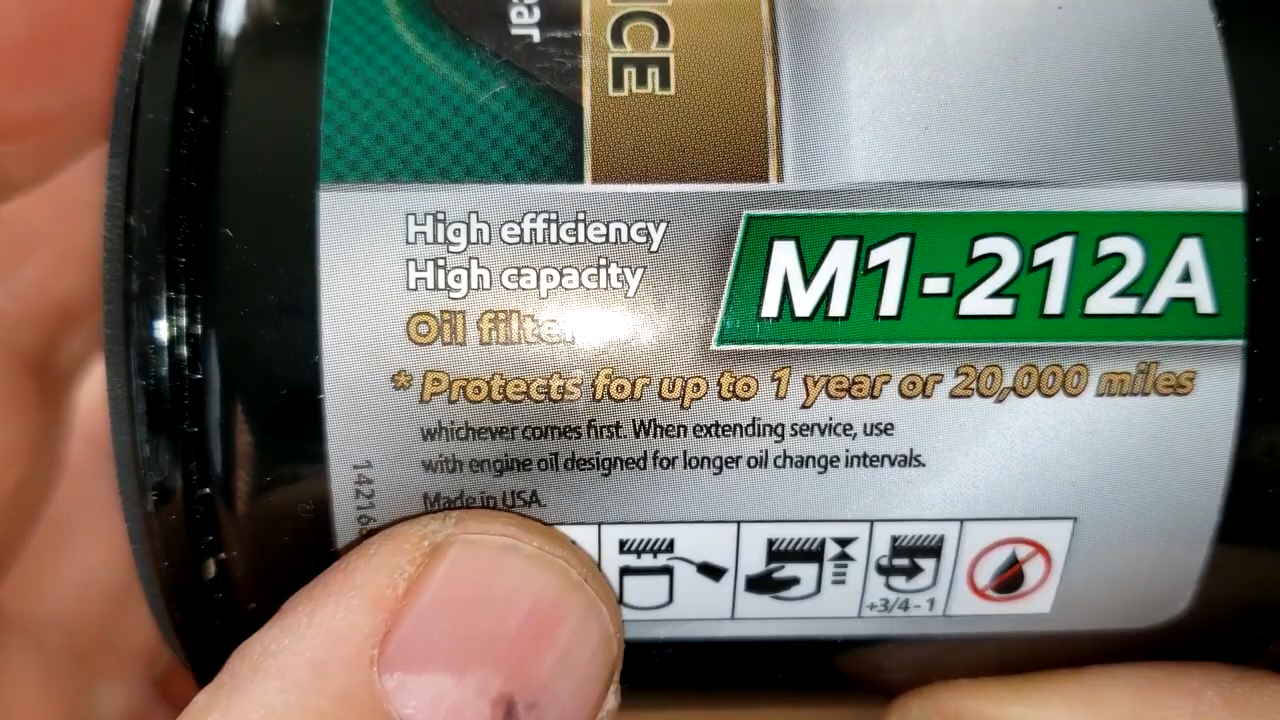 ar
ICE
High efficiency
High capacity
Oil filter
M1-212A
* Protects for up to 1 year or 20,000 miles
whichever comes first. When extending service, use
with engine oil designed for longer oil change intervals.
Made in USA.
+3/4-1